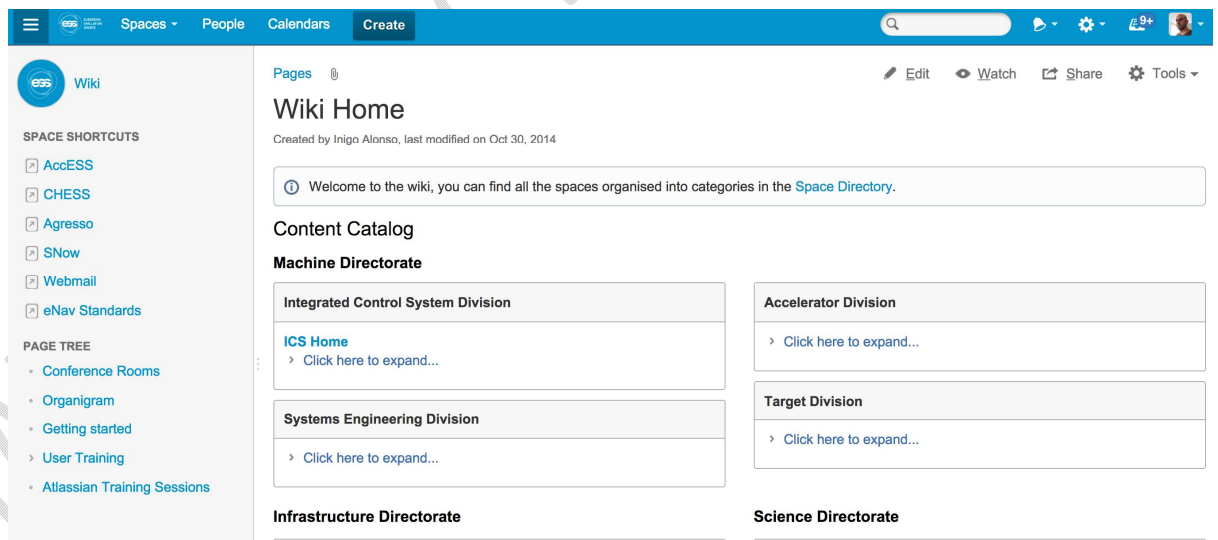 ess EUROPEAN SPALLATION SOURCE Spaces People Calendars Create 9+
ess Wiki
SPACE SHORTCUTS
AccESS
CHESS
Agresso
SNow
Webmail
eNav Standards
PAGE TREE
Conference Rooms
Organigram
Getting started
User Training
Atlassian Training Sessions
Pages Edit Watch Share Tools
Wiki Home
Created by Inigo Alonso, last modified on Oct 30, 2014
Welcome to the wiki, you can find all the spaces organised into categories in the Space Directory.
Content Catalog
Machine Directorate
Integrated Control System Division
ICS Home
Click here to expand...
Systems Engineering Division
Click here to expand...
Accelerator Division
Click here to expand...
Target Division
Click here to expand...
Infrastructure Directorate
Science Directorate